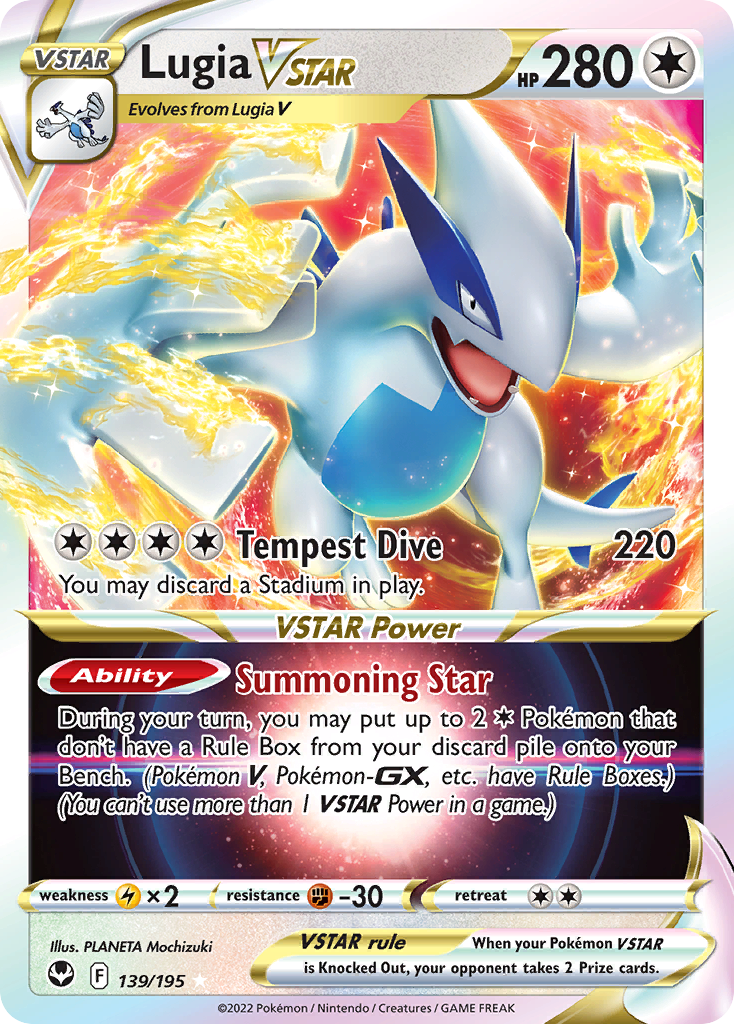 VSTAR
Lugia VSTAR
HP 280
Evolves from Lugia V
Tempest Dive 220
You may discard a Stadium in play.
VSTAR Power
Ability Summoning Star
During your turn, you may put up to 2 Pokémon that
don't have a Rule Box from your discard pile onto your
Bench. (Pokémon V, Pokémon-GX, etc. have Rule Boxes.)
(You can't use more than 1 VSTAR Power in a game.)
weakness ×2 resistance -30 retreat
Illus. PLANETA Mochizuki
VSTAR rule When your Pokémon VSTAR
is Knocked Out, your opponent takes 2 Prize cards.
F 139/195
©2022 Pokémon / Nintendo / Creatures / GAME FREAK